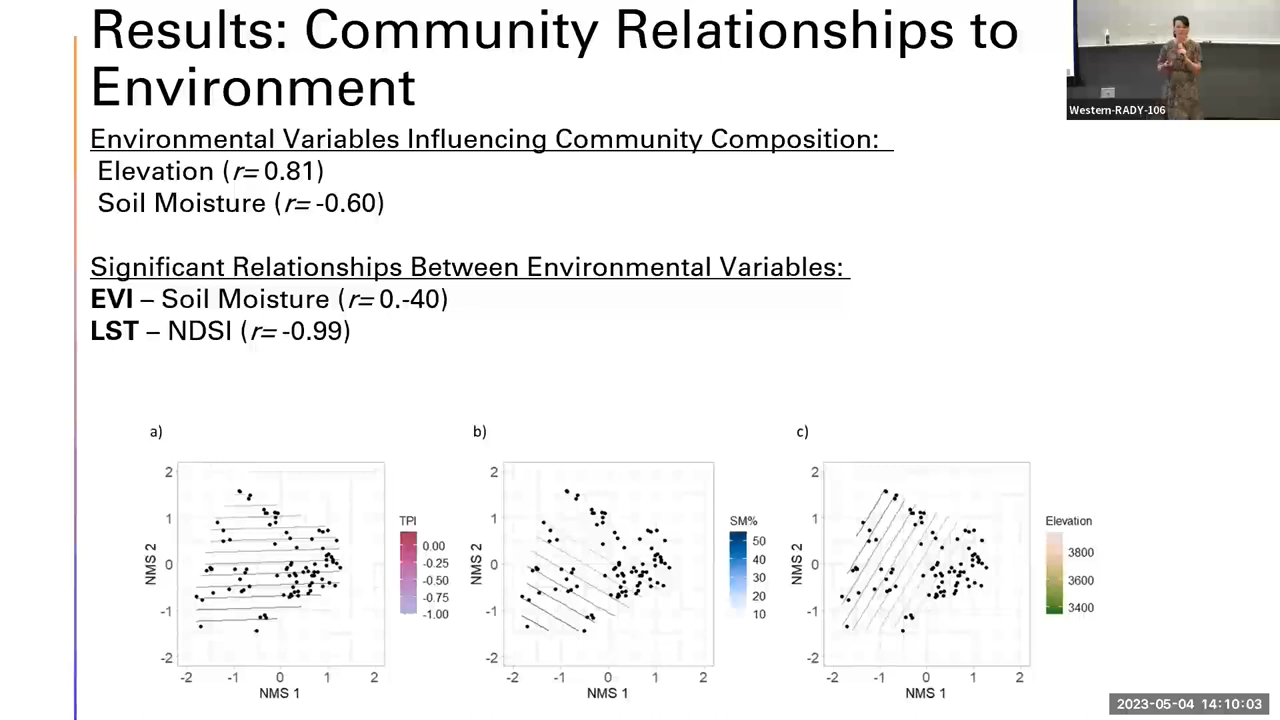 Results: Community Relationships to
Environment
Western-RADY-106
Environmental Variables Influencing Community Composition:
Elevation (r= 0.81)
Soil Moisture (r= -0.60)
Significant Relationships Between Environmental Variables:
EVI – Soil Moisture (r= 0.-40)
LST – NDSI (r= -0.99)
a)
2
1
0
-1
-2
NMS 2
-2 -1 0 1 2
NMS 1
TPI
0.00
-0.25
-0.50
-0.75
-1.00
b)
2
1
0
-1
-2
NMS 2
-2 -1 0 1 2
NMS 1
SM%
50
40
30
20
10
c)
2
1
0
-1
-2
NMS 2
-2 -1 0 1 2
NMS 1
Elevation
3800
3600
3400
2023-05-04 14:10:03